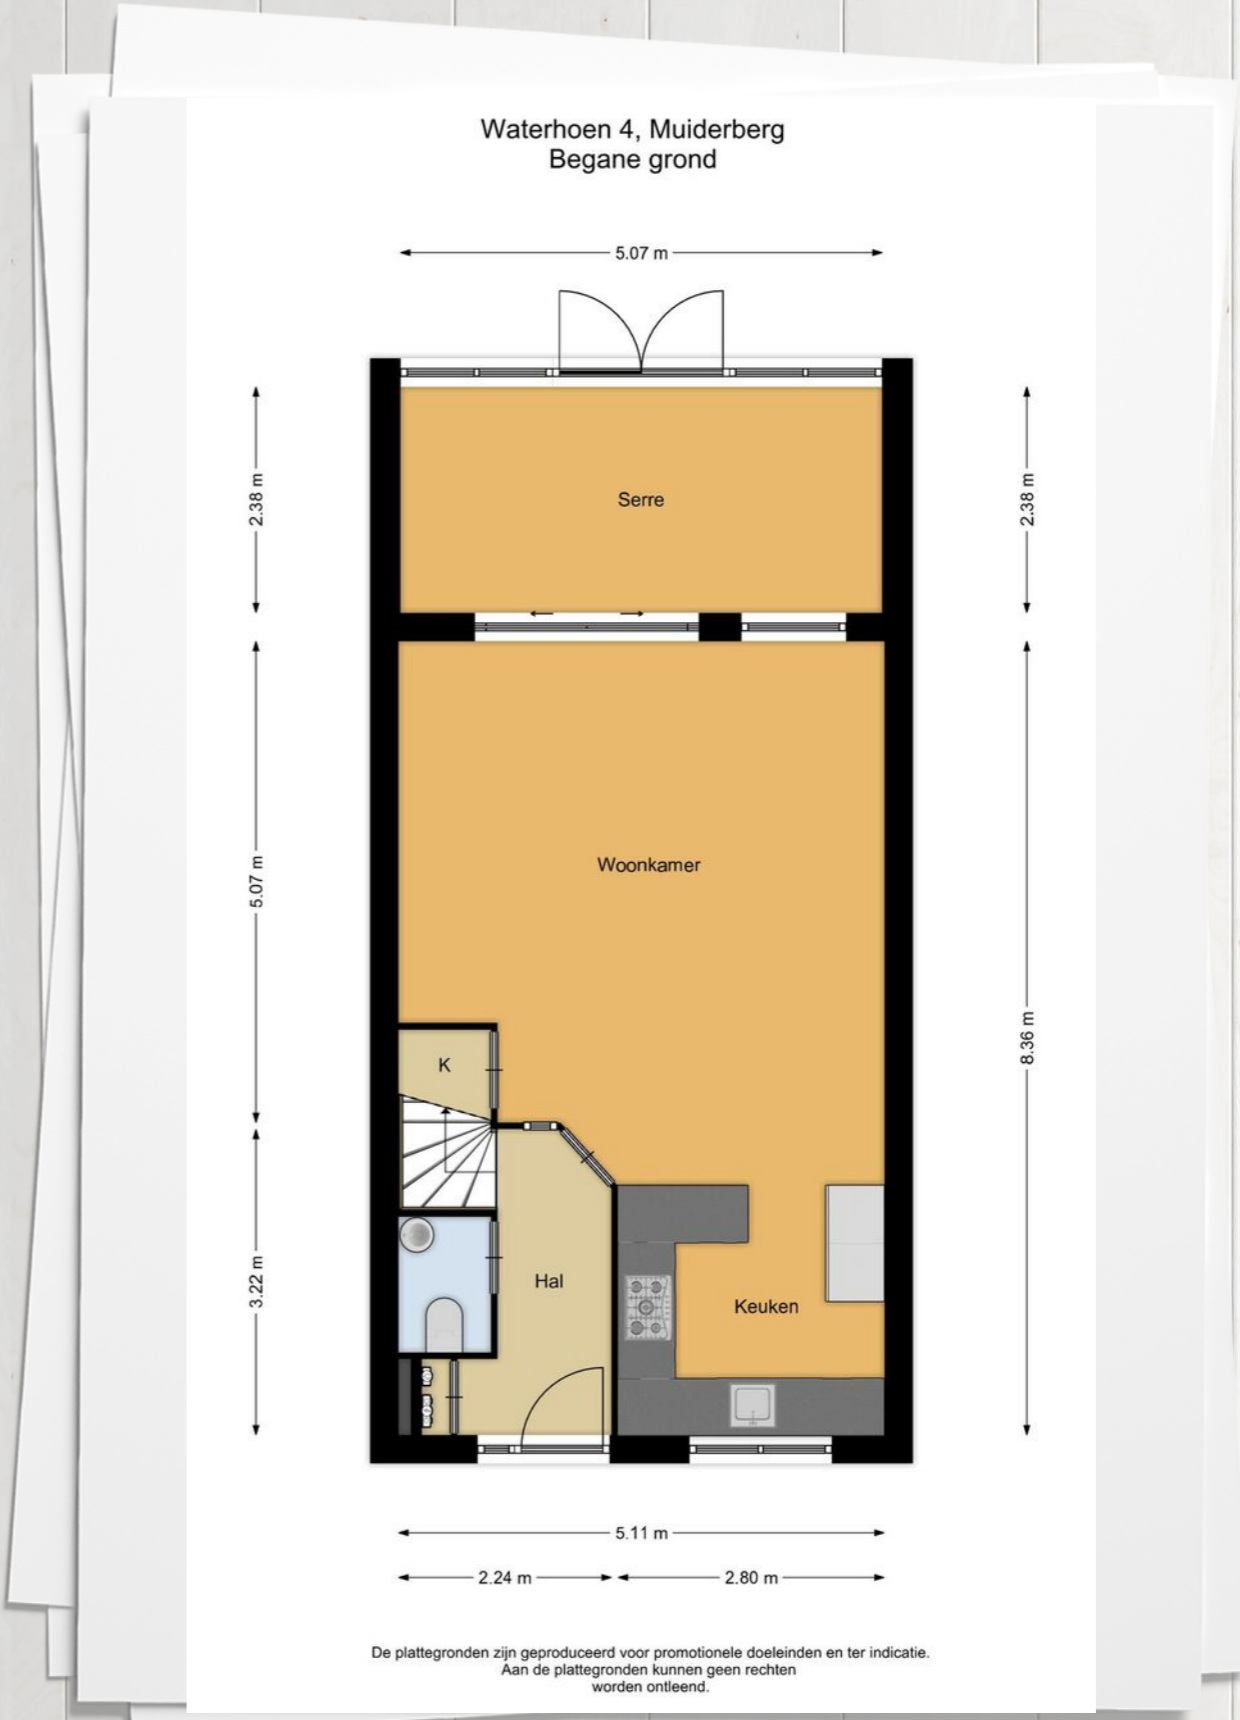 Waterhoen 4, Muiderberg
Begane grond
5.07 m
2.38 m
2.38 m
Serre
Woonkamer
5.07 m
8.36 m
K
3.22 m
Hal
Keuken
5.11 m
2.24 m
2.80 m
De plattegronden zijn geproduceerd voor promotionele doeleinden en ter indicatie.
Aan de plattegronden kunnen geen rechten
worden ontleend.